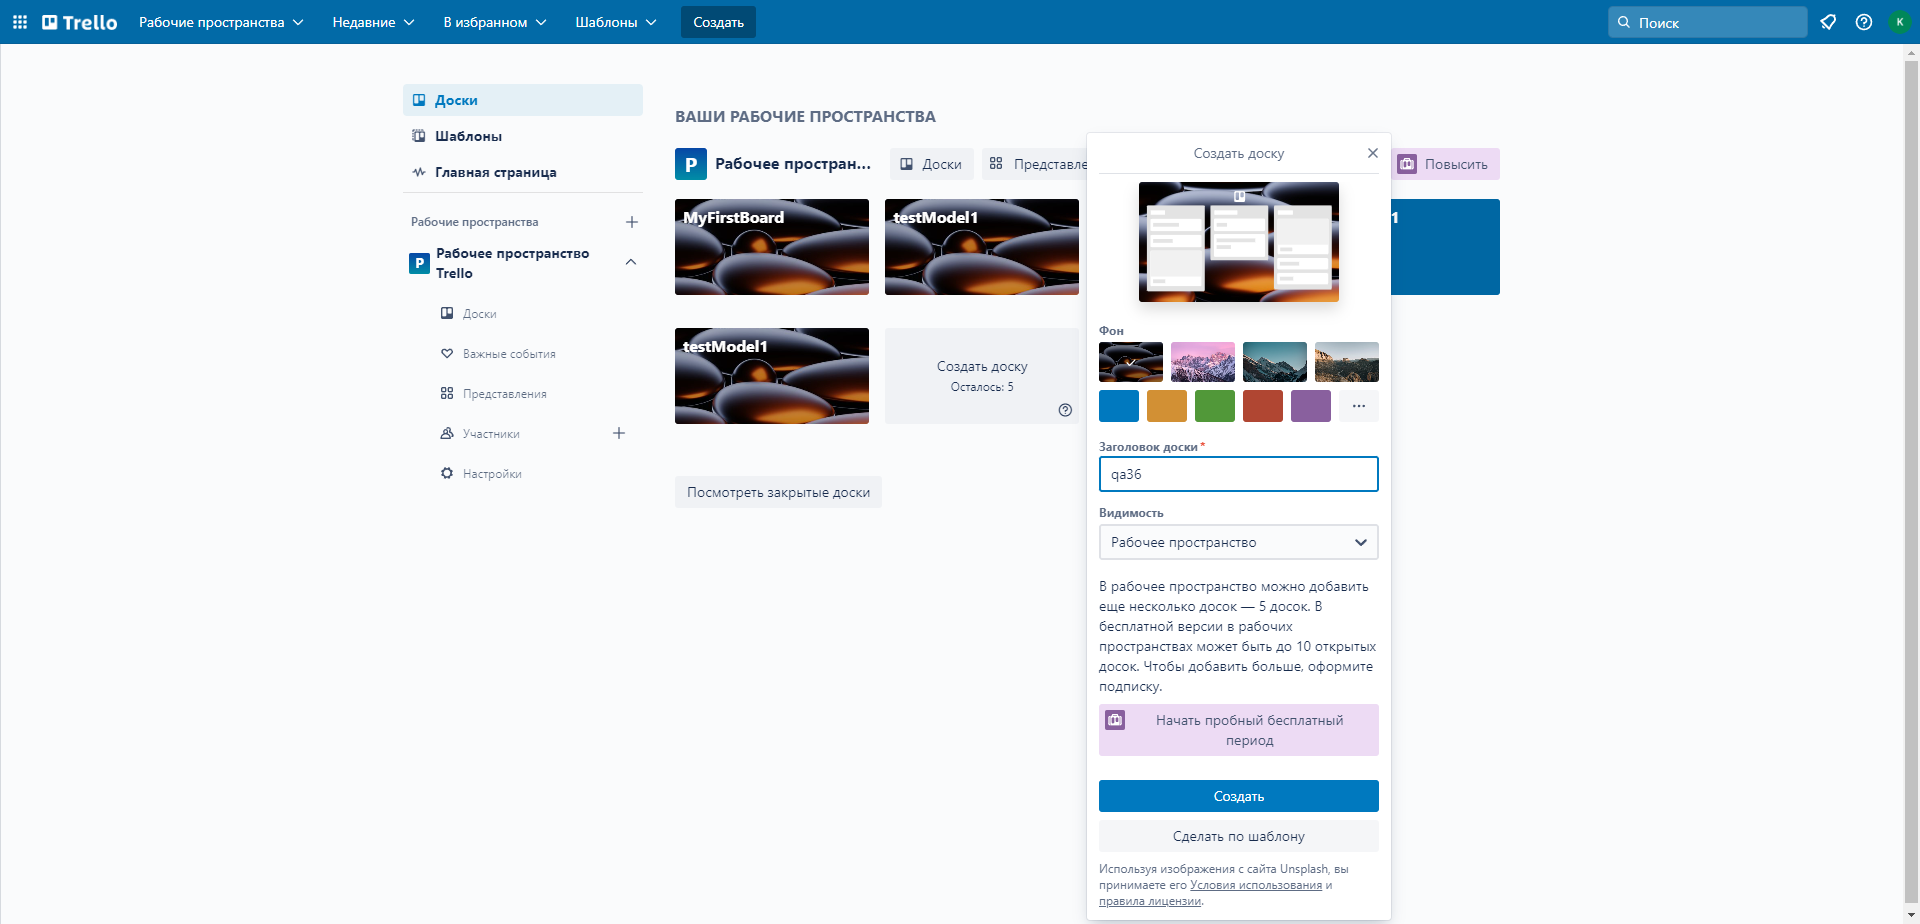 Trello
Рабочие пространства
Недавние
В избранном
Шаблоны
Создать
Поиск
K
Доски
Шаблоны
Главная страница
Рабочие пространства
P
Рабочее пространство
Trello
Доски
Важные события
Представления
Участники
Настройки
ВАШИ РАБОЧИЕ ПРОСТРАНСТВА
P
Рабочее простран...
Доски
Представле
Повысить
MyFirstBoard
testModel1
1
testModel1
Создать доску
Осталось: 5
Посмотреть закрытые доски
Создать доску
Фон
Заголовок доски*
qa36
Видимость
Рабочее пространство
В рабочее пространство можно добавить
еще несколько досок — 5 досок. В
бесплатной версии в рабочих
пространствах может быть до 10 открытых
досок. Чтобы добавить больше, оформите
подписку.
Начать пробный бесплатный
период
Создать
Сделать по шаблону
Используя изображения с сайта Unsplash, вы
принимаете его Условия использования и
правила лицензии.